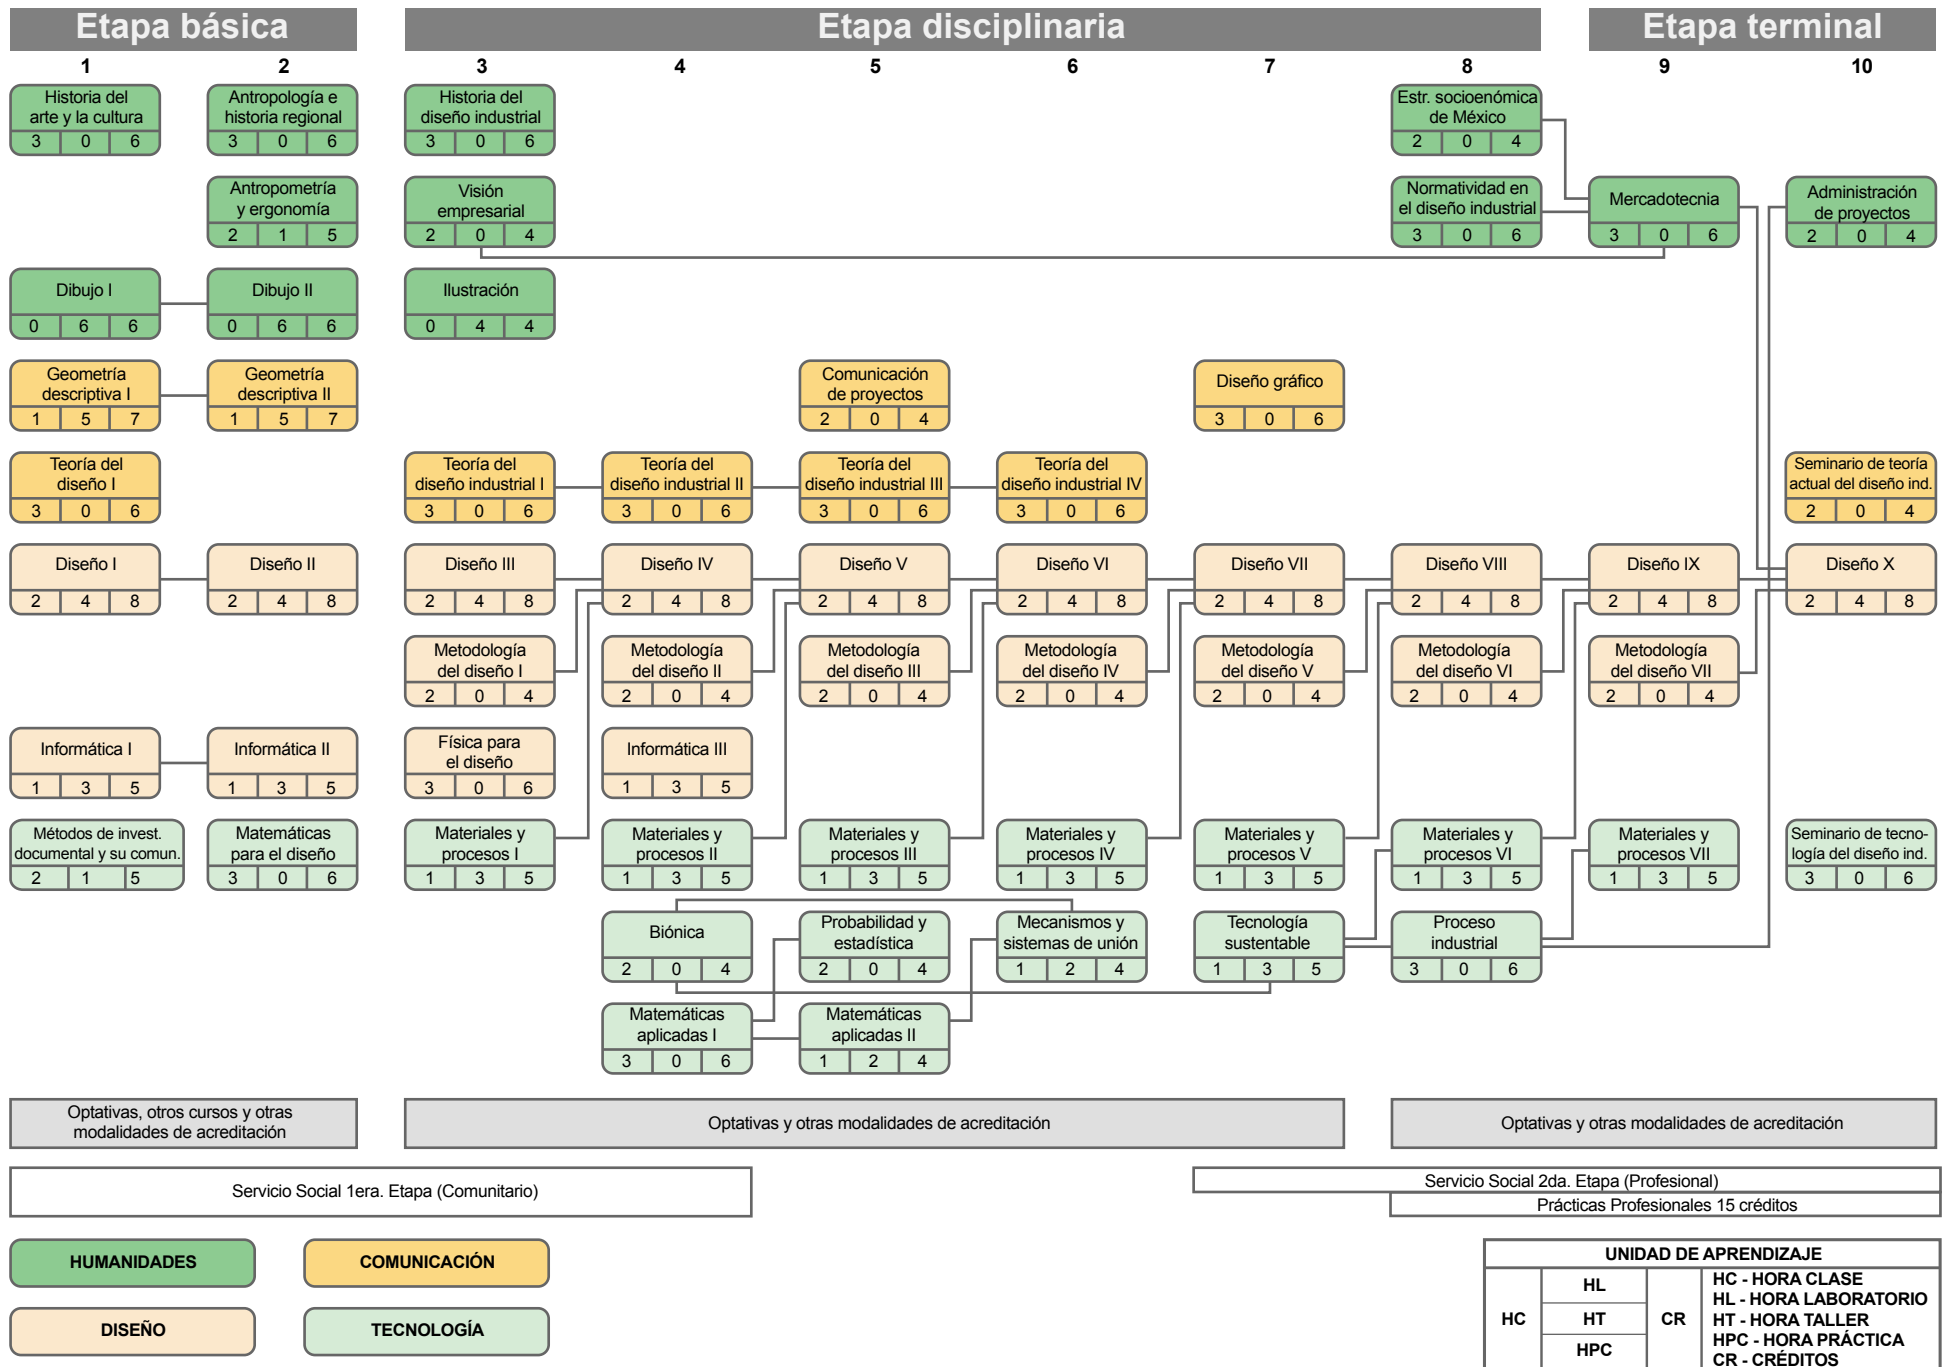 Etapa básica
Etapa disciplinaria
Etapa terminal
1 2 3 4 5 6 7 8 9 10
Historia del
arte y la cultura
3 0 6
Antropología e
historia regional
3 0 6
Historia del
diseño industrial
3 0 6
Estr. socioenómica
de México
2 0 4
Antropometría
y ergonomía
2 1 5
Visión
empresarial
2 0 4
Normatividad en
el diseño industrial
3 0 6
Mercadotecnia
3 0 6
Administración
de proyectos
2 0 4
Dibujo I
0 6 6
Dibujo II
0 6 6
Ilustración
0 4 4
Geometría
descriptiva I
1 5 7
Geometría
descriptiva II
1 5 7
Comunicación
de proyectos
2 0 4
Diseño gráfico
3 0 6
Teoría del
diseño I
3 0 6
Teoría del
diseño industrial I
3 0 6
Teoría del
diseño industrial II
3 0 6
Teoría del
diseño industrial III
3 0 6
Teoría del
diseño industrial IV
3 0 6
Seminario de teoría
actual del diseño ind.
2 0 4
Diseño I
2 4 8
Diseño II
2 4 8
Diseño III
2 4 8
Diseño IV
2 4 8
Diseño V
2 4 8
Diseño VI
2 4 8
Diseño VII
2 4 8
Diseño VIII
2 4 8
Diseño IX
2 4 8
Diseño X
2 4 8
Metodología
del diseño I
2 0 4
Metodología
del diseño II
2 0 4
Metodología
del diseño III
2 0 4
Metodología
del diseño IV
2 0 4
Metodología
del diseño V
2 0 4
Metodología
del diseño VI
2 0 4
Metodología
del diseño VII
2 0 4
Informática I
1 3 5
Informática II
1 3 5
Física para
el diseño
3 0 6
Informática III
1 3 5
Métodos de invest.
documental y su comun.
2 1 5
Matemáticas
para el diseño
3 0 6
Materiales y
procesos I
1 3 5
Materiales y
procesos II
1 3 5
Materiales y
procesos III
1 3 5
Materiales y
procesos IV
1 3 5
Materiales y
procesos V
1 3 5
Materiales y
procesos VI
1 3 5
Materiales y
procesos VII
1 3 5
Seminario de tecno-
logía del diseño ind.
3 0 6
Biónica
2 0 4
Probabilidad y
estadística
2 0 4
Mecanismos y
sistemas de unión
1 2 4
Tecnología
sustentable
1 3 5
Proceso
industrial
3 0 6
Matemáticas
aplicadas I
3 0 6
Matemáticas
aplicadas II
1 2 4
Optativas, otros cursos y otras
modalidades de acreditación
Optativas y otras modalidades de acreditación
Optativas y otras modalidades de acreditación
Servicio Social 1era. Etapa (Comunitario)
Servicio Social 2da. Etapa (Profesional)
Prácticas Profesionales 15 créditos
HUMANIDADES
COMUNICACIÓN
DISEÑO
TECNOLOGÍA
UNIDAD DE APRENDIZAJE
HC
HL
HT
HPC
CR
HC - HORA CLASE
HL - HORA LABORATORIO
HT - HORA TALLER
HPC - HORA PRÁCTICA
CR - CRÉDITOS